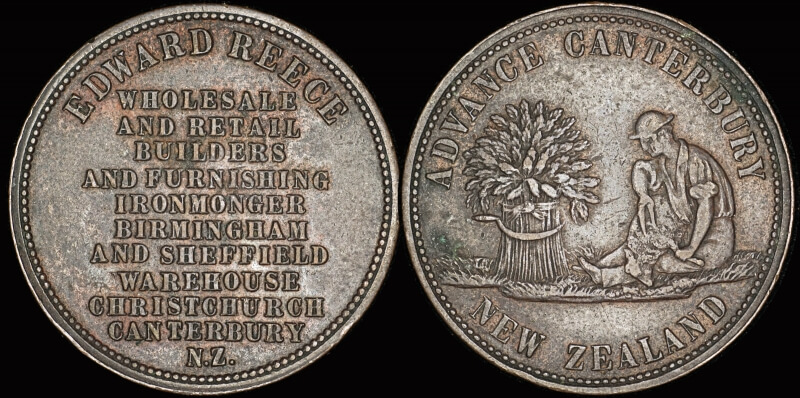 EDWARD REECE
WHOLESALE
AND RETAIL
BUILDERS
AND FURNISHING
IRONMONGER
BIRMINGHAM
AND SHEFFIELD
WAREHOUSE
CHRISTCHURCH
CANTERBURY
N.Z.
ADVANCE CANTERBURY
NEW ZEALAND